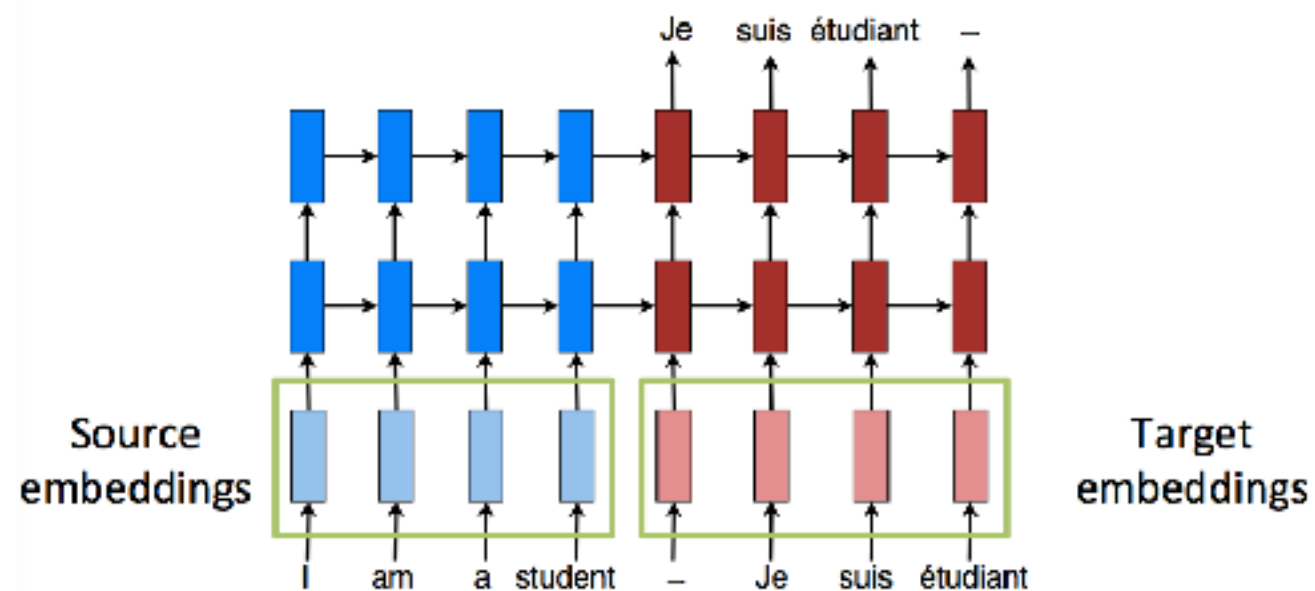 Je suis étudiant –
Source
embeddings
Target
embeddings
I am a student – Je suis étudiant